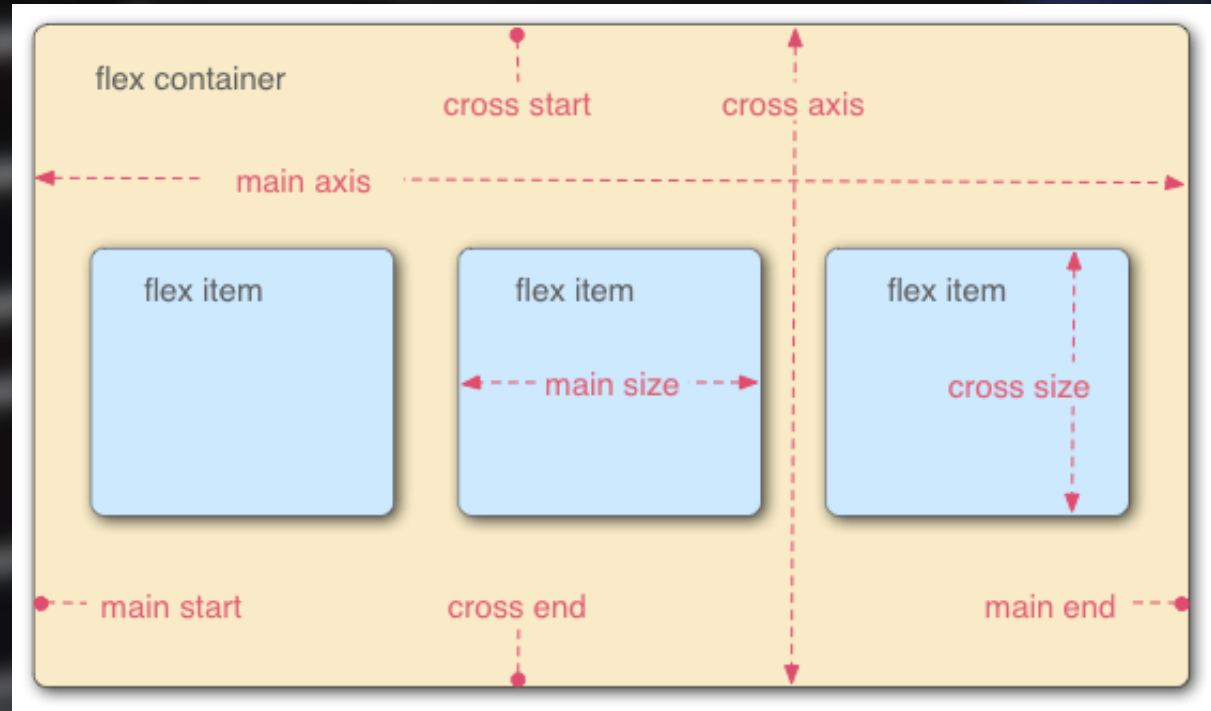 flex container
cross start
cross axis
main axis
flex item
flex item
flex item
main size
cross size
main start
cross end
main end